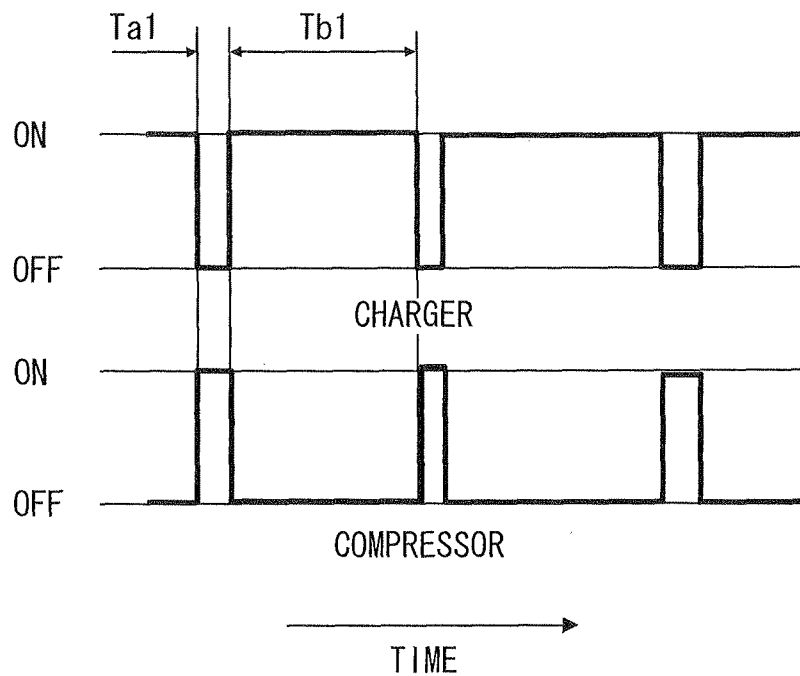 Ta1
Tb1
ON
OFF
CHARGER
ON
OFF
COMPRESSOR
TIME